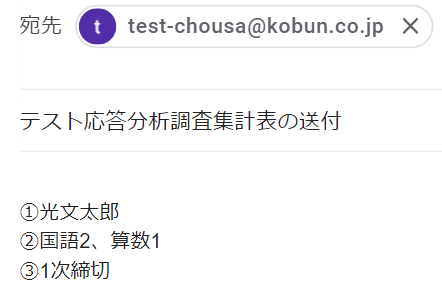 宛先 t test-chousa@kobun.co.jp ×
テスト応答分析調査集計表の送付
①光文太郎
②国語2、算数1
③1次締切